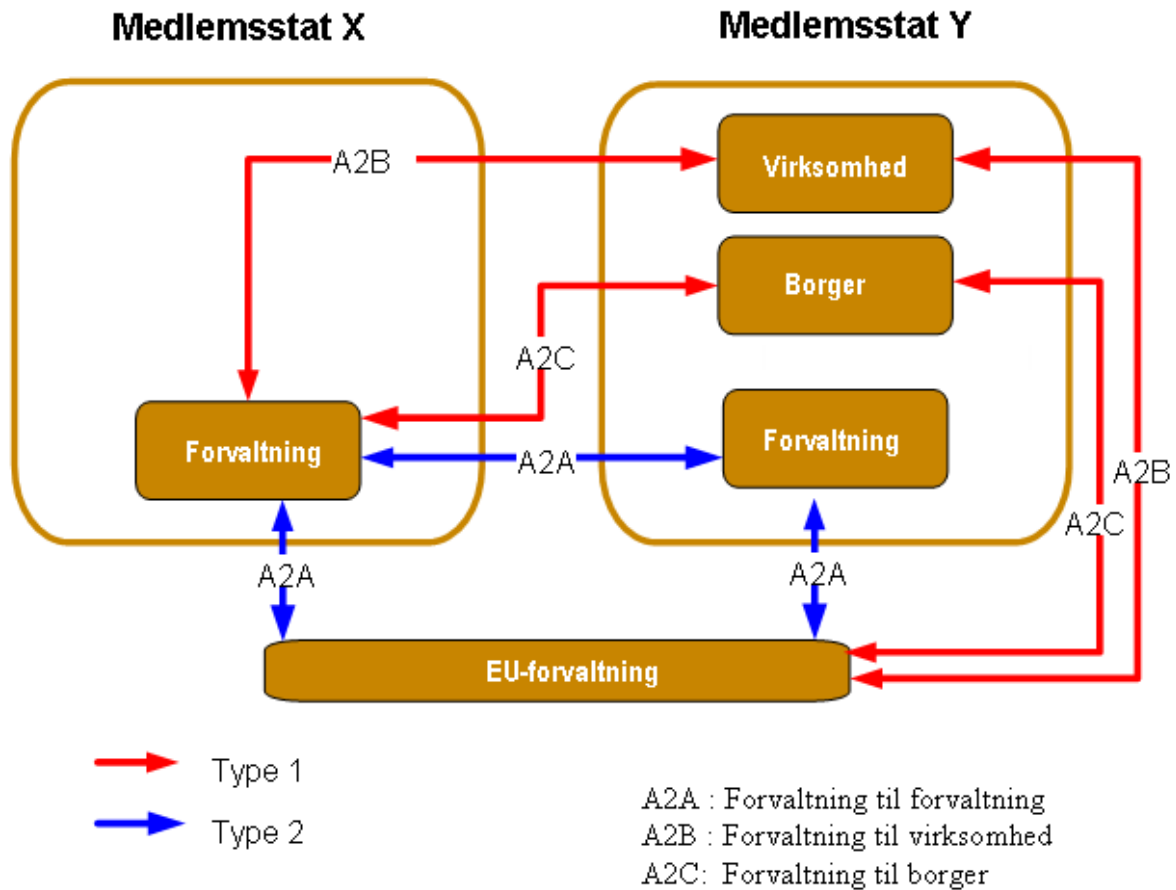 Medlemsstat X
Medlemsstat Y
A2B
Virksomhed
Borger
A2C
Forvaltning
A2A
Forvaltning
A2B
A2C
A2A
A2A
EU-forvaltning
Type 1
Type 2
A2A : Forvaltning til forvaltning
A2B : Forvaltning til virksomhed
A2C: Forvaltning til borger